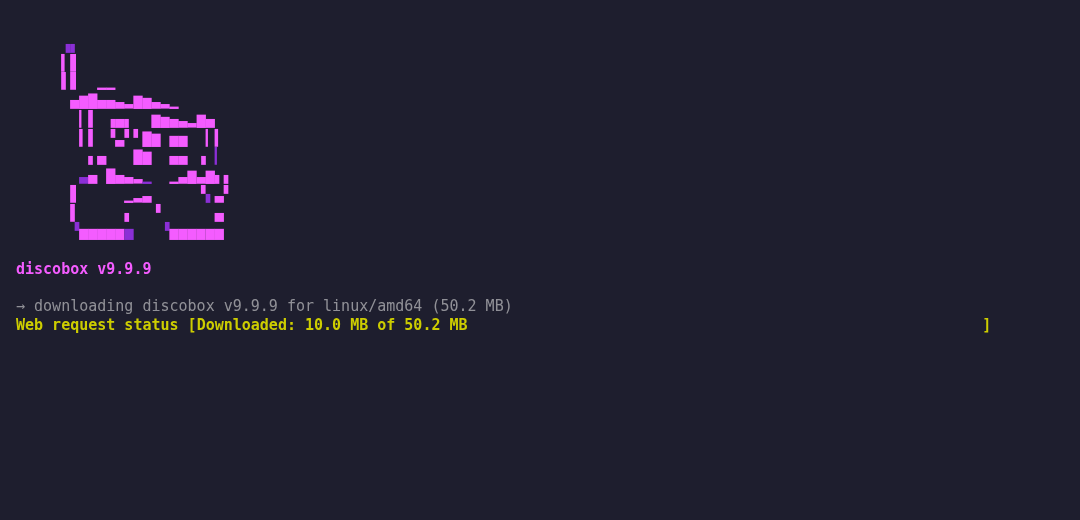 discobox v9.9.9
→ downloading discobox v9.9.9 for linux/amd64 (50.2 MB)
Web request status [Downloaded: 10.0 MB of 50.2 MB ]